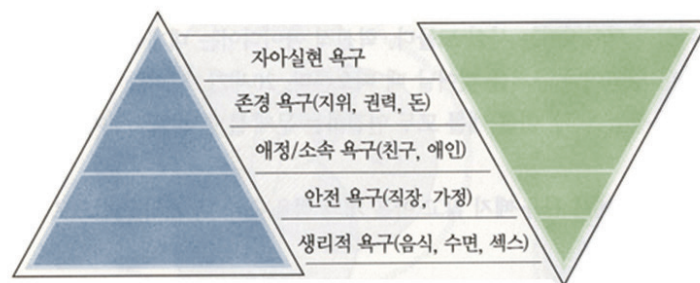 자아실현 욕구
존경 욕구(지위, 권력, 돈)
애정/소속 욕구(친구, 애인)
안전 욕구(직장, 가정)
생리적 욕구(음식, 수면, 섹스)